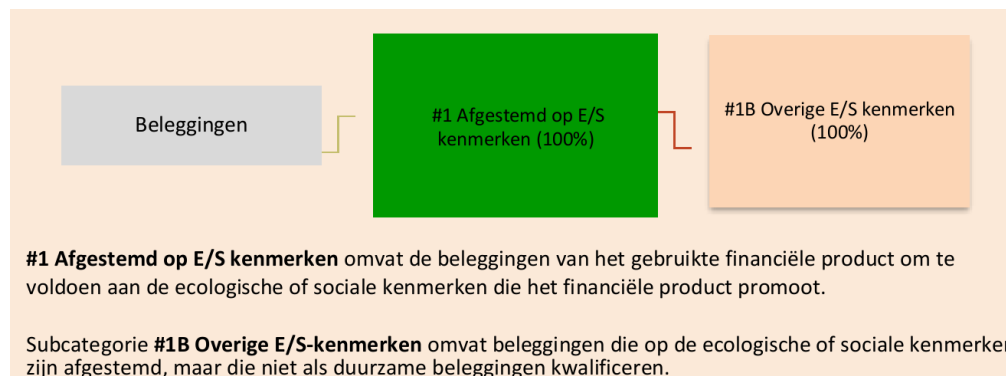 Beleggingen
#1 Afgestemd op E/S
kenmerken (100%)
#1B Overige E/S kenmerken
(100%)
#1 Afgestemd op E/S kenmerken omvat de beleggingen van het gebruikte financiële product om te
voldoen aan de ecologische of sociale kenmerken die het financiële product promoot.
Subcategorie #1B Overige E/S-kenmerken omvat beleggingen die op de ecologische of sociale kenmerken
zijn afgestemd, maar die niet als duurzame beleggingen kwalificeren.